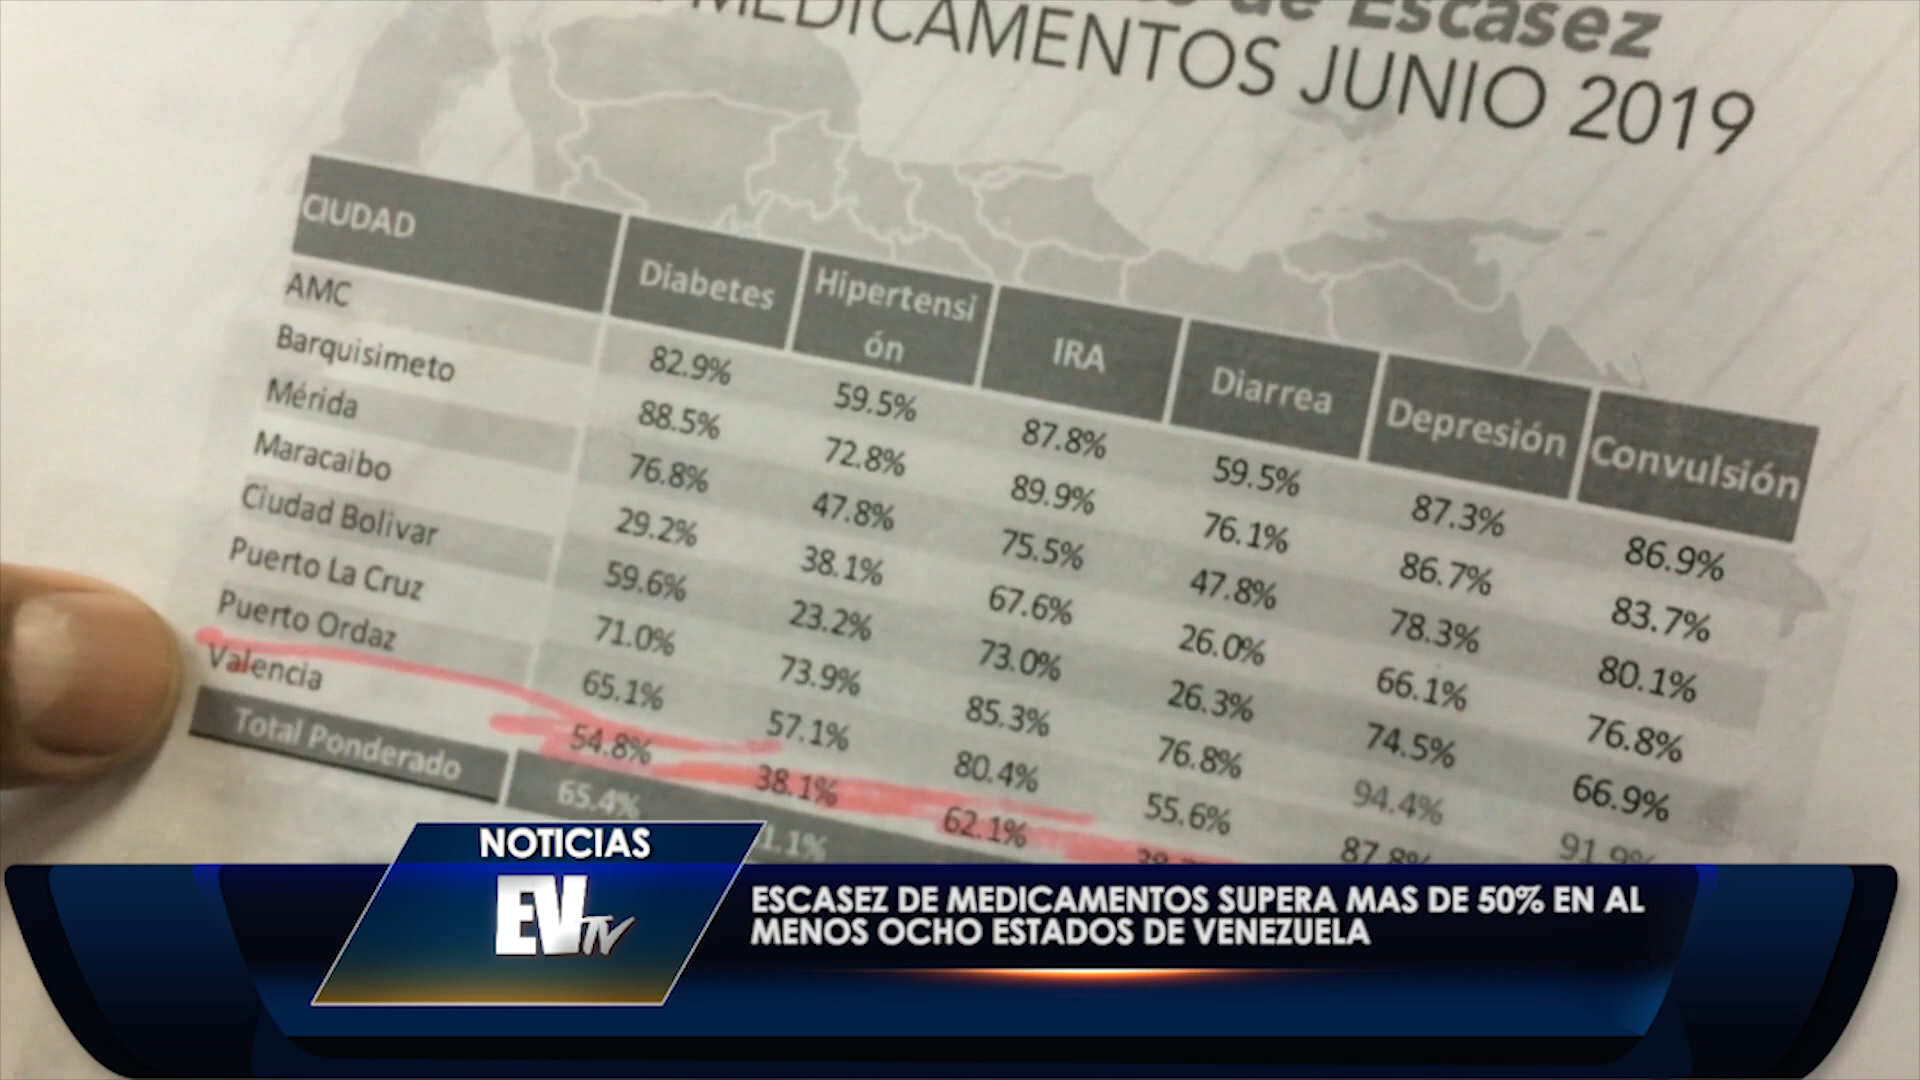 de Escasez
MEDICAMENTOS JUNIO 2019
CIUDAD Diabetes Hipertensi IRA Diarrea Depresión Convulsión
ón
AMC 82.9% 59.5% 87.8% 59.5% 87.3% 86.9%
Barquisimeto 88.5% 72.8% 89.9% 76.1% 86.7% 83.7%
Mérida 76.8% 47.8% 75.5% 47.8% 78.3% 80.1%
Maracaibo 29.2% 38.1% 67.6% 26.0% 66.1% 76.8%
Ciudad Bolivar 59.6% 23.2% 73.0% 26.3% 74.5% 66.9%
Puerto La Cruz 71.0% 73.9% 85.3% 76.8% 94.4% 91.9%
Puerto Ordaz 65.1% 57.1% 80.4% 55.6% 87.8%
Valencia 54.8% 38.1% 62.1%
Total Ponderado 65.4%
NOTICIAS
EVTV
ESCASEZ DE MEDICAMENTOS SUPERA MAS DE 50% EN AL
MENOS OCHO ESTADOS DE VENEZUELA